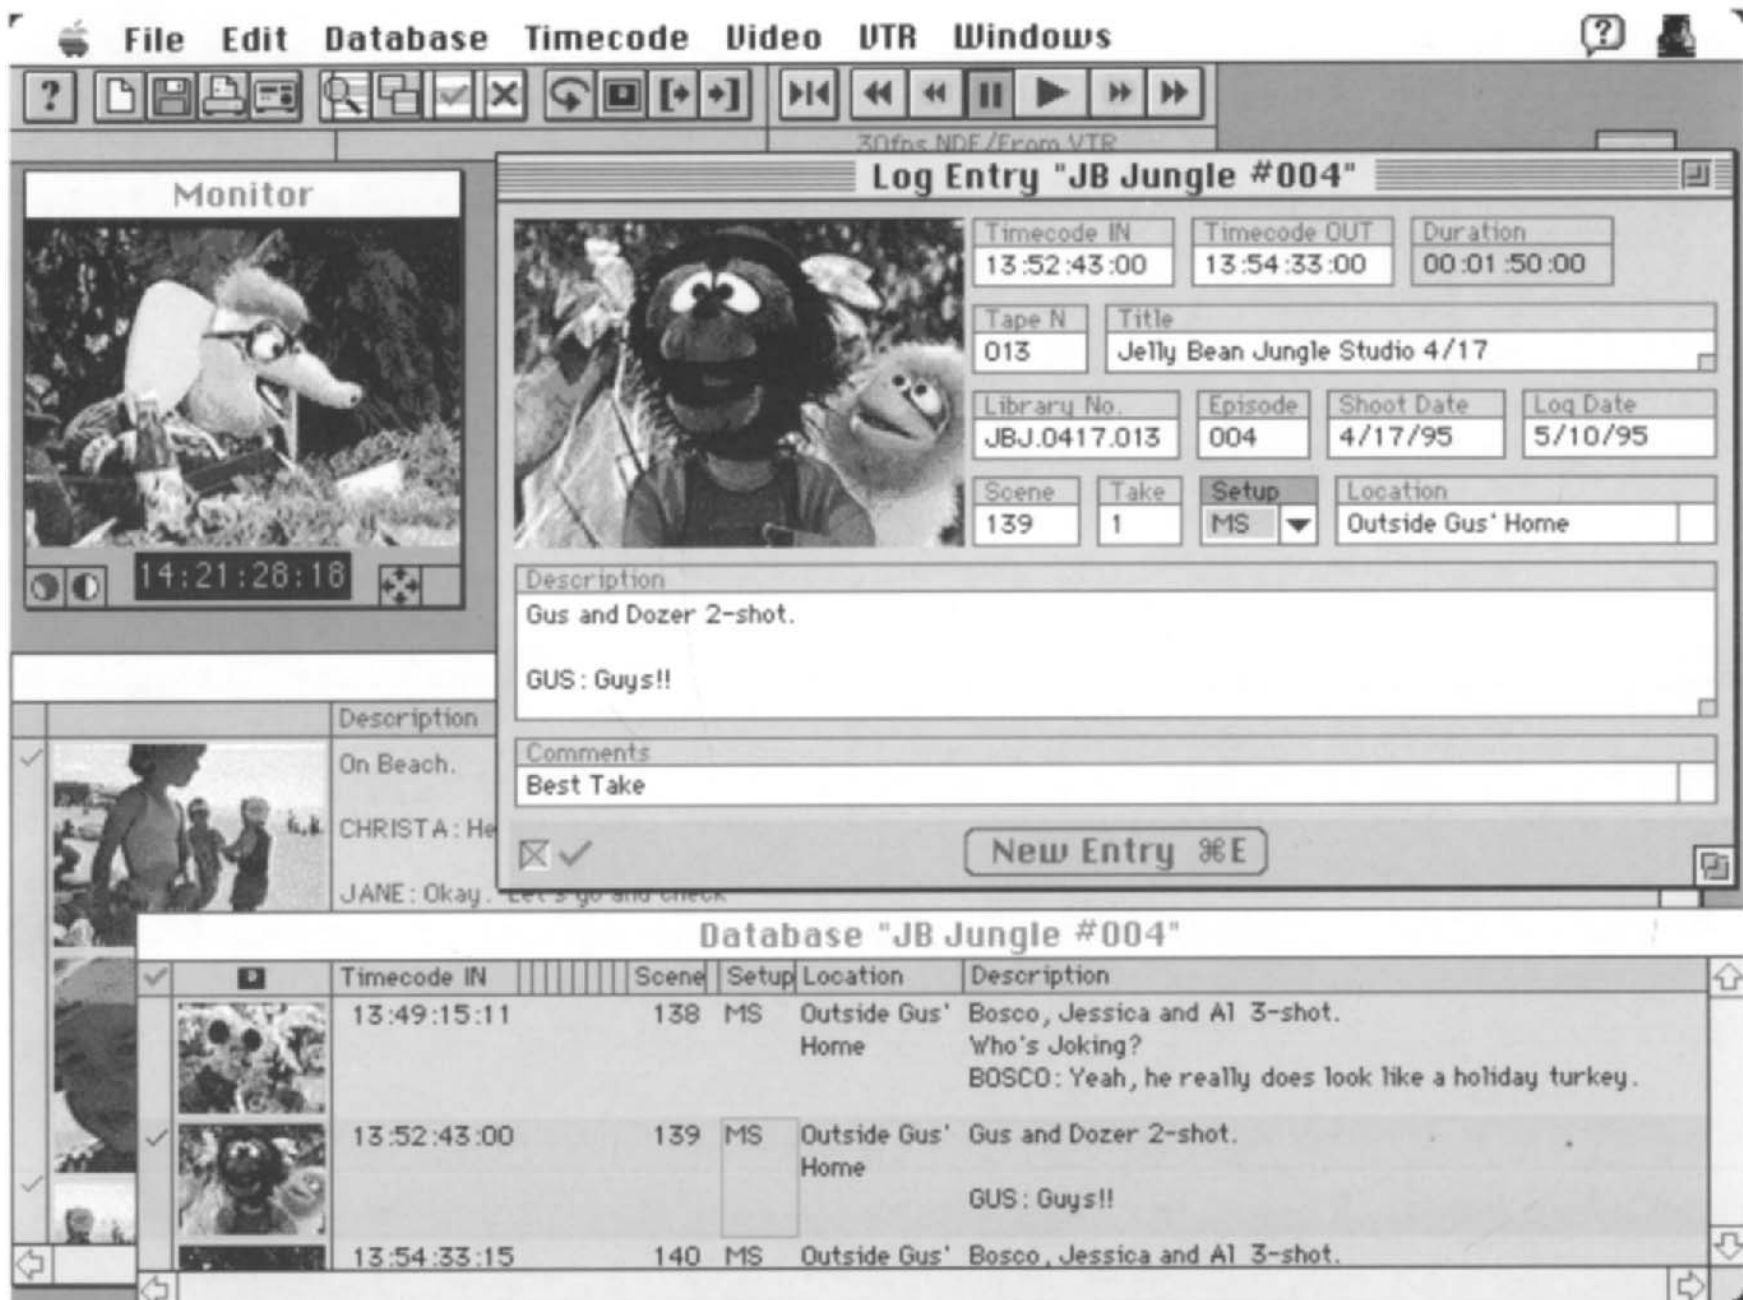 File Edit Database Timecode Video VTR Windows
?
?
30fps NDF/From VTR
Monitor
14:21:28:18
Log Entry "JB Jungle #004"
Timecode IN
13:52:43:00
Timecode OUT
13:54:33:00
Duration
00:01:50:00
Tape N
013
Title
Jelly Bean Jungle Studio 4/17
Library No.
JBJ.0417.013
Episode
004
Shoot Date
4/17/95
Log Date
5/10/95
Scene
139
Take
1
Setup
MS
Location
Outside Gus' Home
Description
Gus and Dozer 2-shot.
GUS: Guys!!
Comments
Best Take
New Entry ⌘E
Description
On Beach.
CHRISTA: He
JANE: Okay. Let's go and check
Database "JB Jungle #004"
Timecode IN Scene Setup Location Description
13:49:15:11 138 MS Outside Gus' Bosco, Jessica and Al 3-shot.
Home Who's Joking?
BOSCO: Yeah, he really does look like a holiday turkey.
13:52:43:00 139 MS Outside Gus' Gus and Dozer 2-shot.
Home
GUS: Guys!!
13:54:33:15 140 MS Outside Gus' Bosco, Jessica and Al 3-shot.